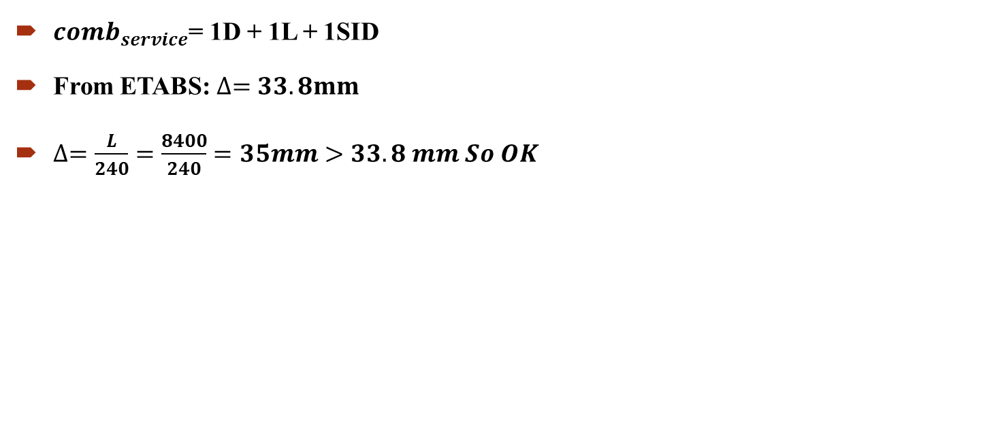 comb_service= 1D + 1L + 1SID
From ETABS: Δ= 33.8mm
Δ= L/240 = 8400/240 = 35mm > 33.8 mm So OK